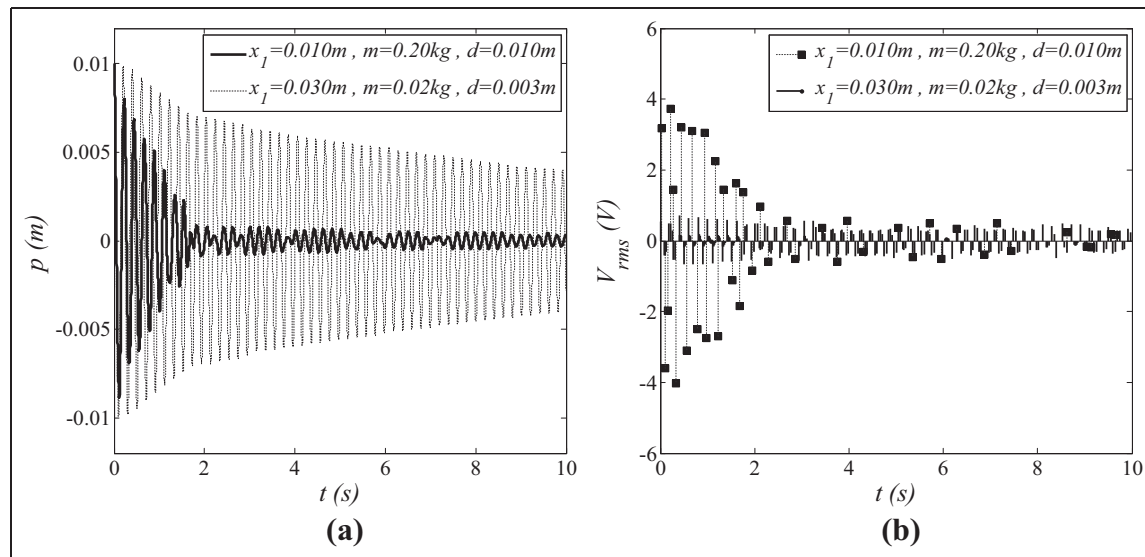 x1=0.010m , m=0.20kg , d=0.010m
x1=0.030m , m=0.02kg , d=0.003m
0.01
0.005
0
-0.005
-0.01
p (m)
0
2
4
6
8
10
t (s)
(a)
x1=0.010m , m=0.20kg , d=0.010m
x1=0.030m , m=0.02kg , d=0.003m
6
4
2
0
-2
-4
-6
Vrms (V)
0
2
4
6
8
10
t (s)
(b)